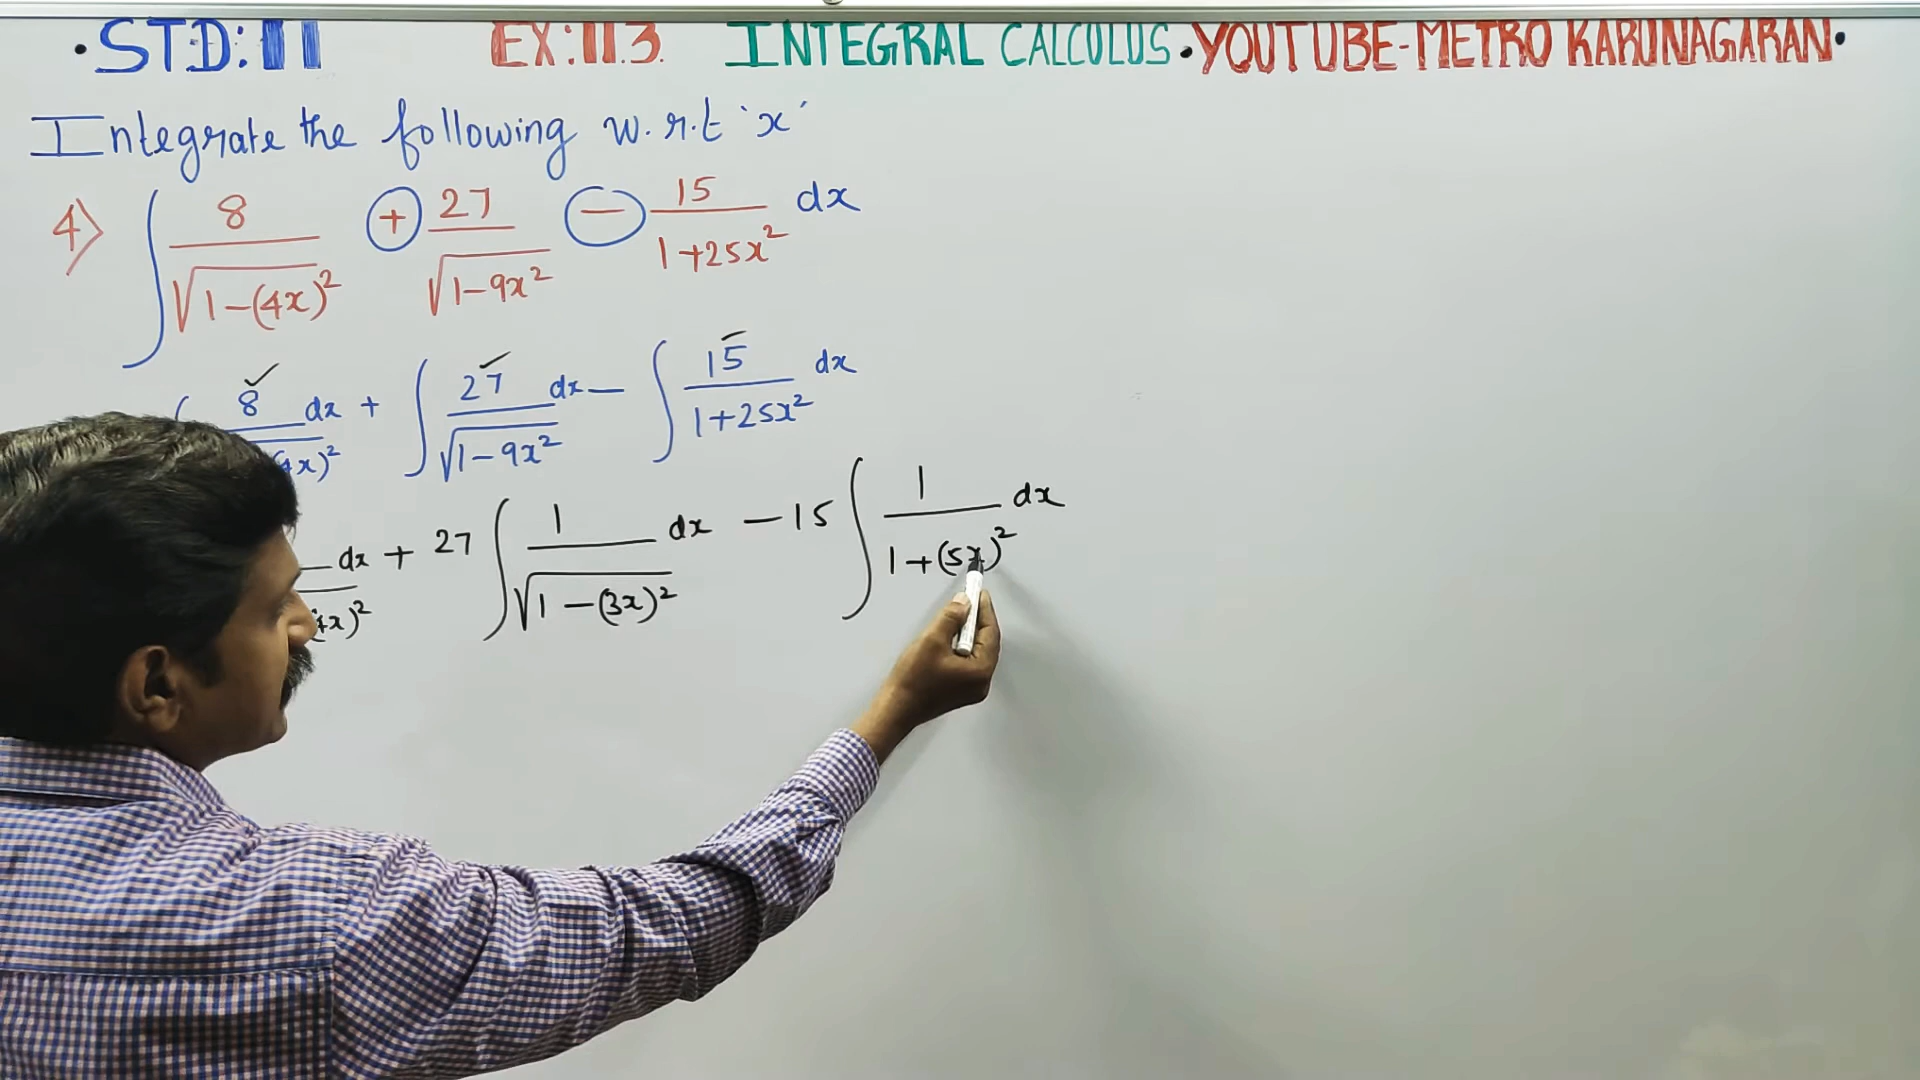 • STD: 11 EX: 11.3. INTEGRAL CALCULUS • YOUTUBE-METRO KARUNAGARAN •
Integrate the following w.r.t 'x'
4) ∫ 8/√(1-(4x)²) + 27/√(1-9x²) - 15/(1+25x²) dx
8 dx + ∫ 27/√(1-9x²) dx - ∫ 15/(1+25x²) dx
dx + 27 ∫ 1/√(1-(3x)²) dx - 15 ∫ 1/(1+(5x)²) dx